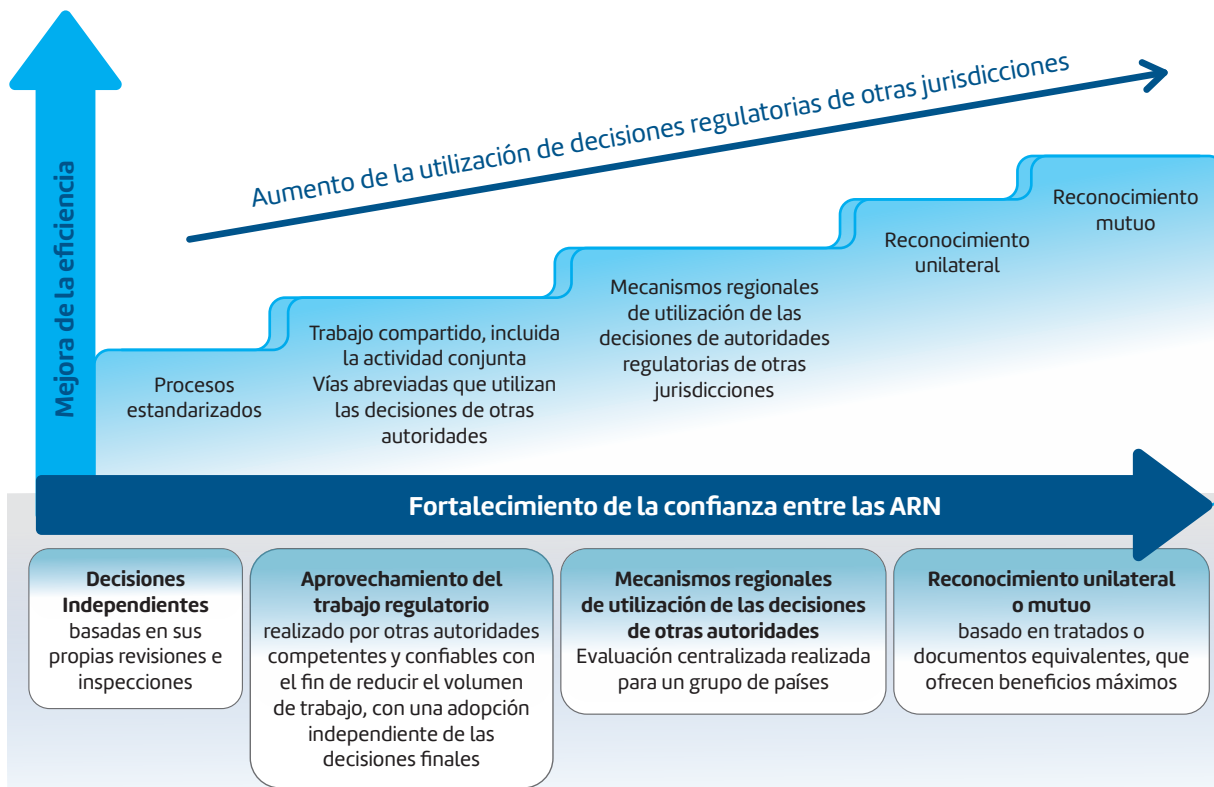 Aumento de la utilización de decisiones regulatorias de otras jurisdicciones
Mejora de la eficiencia
Procesos
estandarizados
Trabajo compartido, incluida
la actividad conjunta
Vías abreviadas que utilizan
las decisiones de otras
autoridades
Mecanismos regionales
de utilización de las
decisiones de autoridades
regulatorias de otras
jurisdicciones
Reconocimiento
unilateral
Reconocimiento
mutuo
Fortalecimiento de la confianza entre las ARN
Decisiones
Independientes
basadas en sus
propias revisiones e
inspecciones
Aprovechamiento del
trabajo regulatorio
realizado por otras autoridades
competentes y confiables con
el fin de reducir el volumen
de trabajo, con una adopción
independiente de las
decisiones finales
Mecanismos regionales
de utilización de las decisiones
de otras autoridades
Evaluación centralizada realizada
para un grupo de países
Reconocimiento unilateral
o mutuo
basado en tratados o
documentos equivalentes, que
ofrecen beneficios máximos